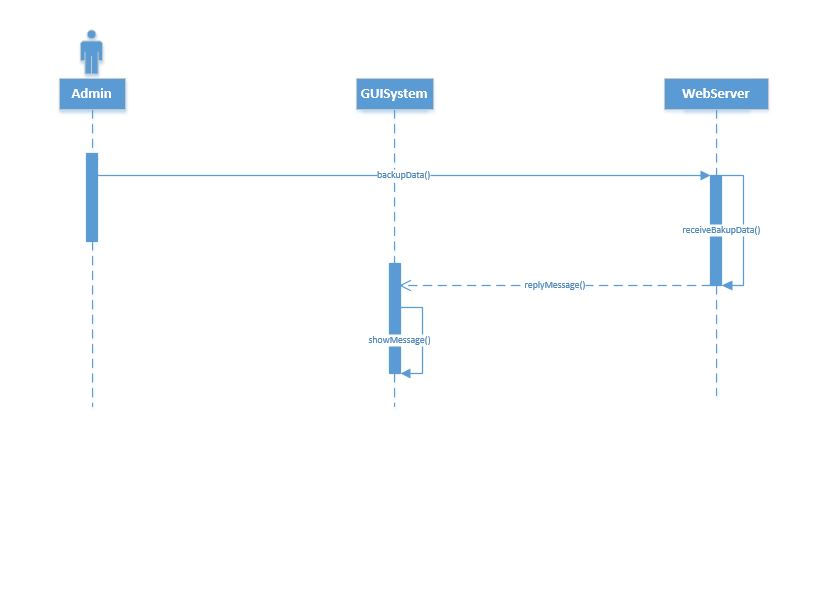 Admin
GUISystem
WebServer
backupData()
receiveBakupData()
replyMessage()
showMessage()